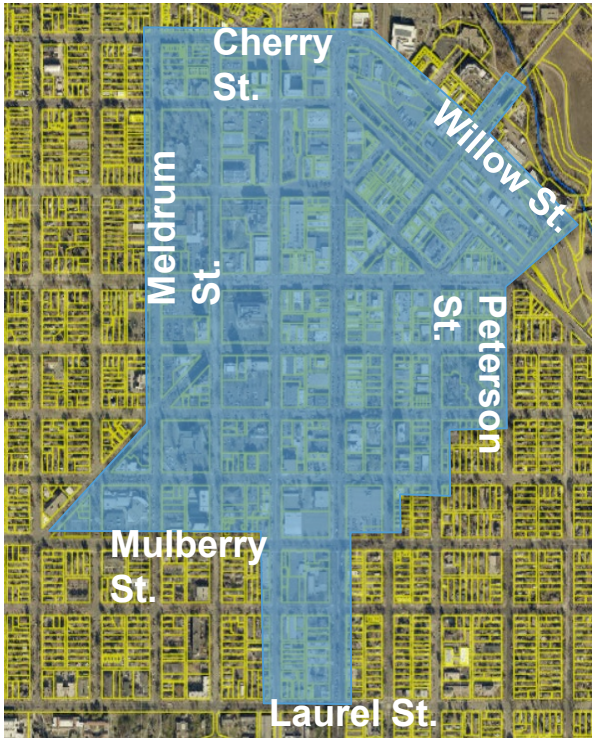 Cherry
St.
Willow St.
Meldrum
St.
Peterson
St.
Mulberry
St.
Laurel St.